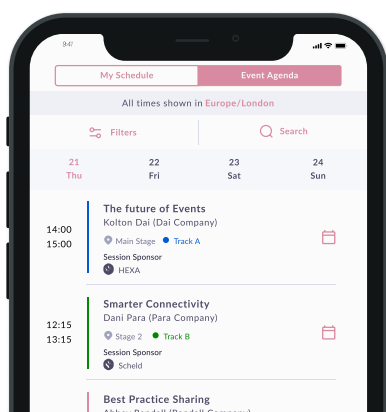 9:41
My Schedule Event Agenda
All times shown in Europe/London
Filters Search
21 22 23 24
Thu Fri Sat Sun
The future of Events
Kolton Dai (Dai Company)
14:00
15:00
Main Stage Track A
Session Sponsor
HEXA
Smarter Connectivity
Dani Para (Para Company)
12:15
13:15
Stage 2 Track B
Session Sponsor
Scheld
Best Practice Sharing